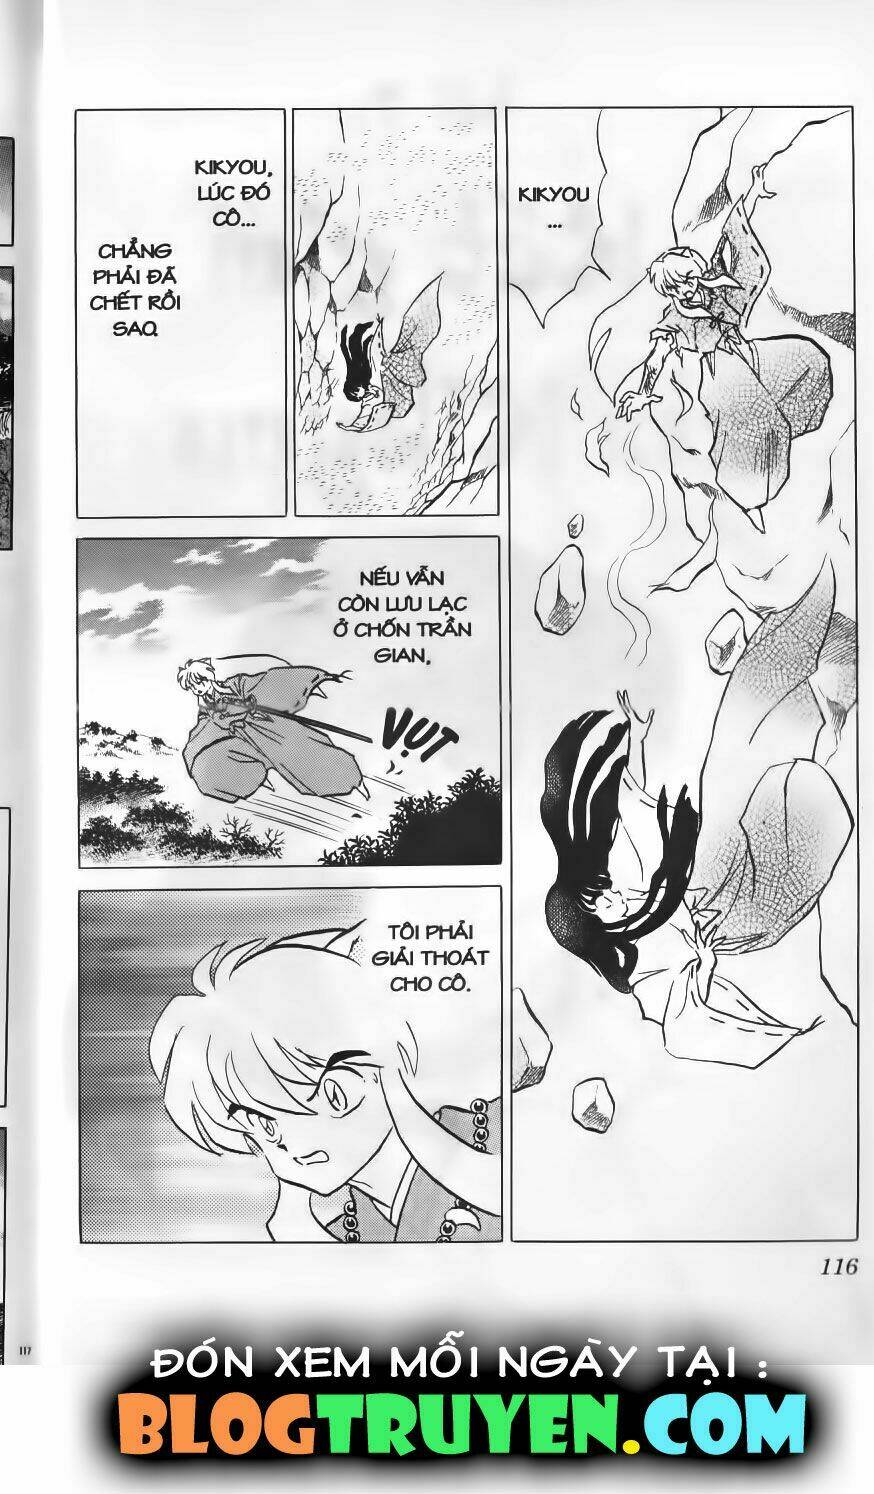 KIKYOU
...
KIKYOU,
LÚC ĐÓ
CÔ...
CHẲNG
PHẢI ĐÃ
CHẾT RỒI
SAO.
NẾU VẪN
CÒN LƯU LẠC
Ở CHỐN TRẦN
GIAN,
VỤT
TÔI PHẢI
GIẢI THOÁT
CHO CÔ.
116
117
ĐÓN XEM MỖI NGÀY TẠI :
BLOGTRUYEN.COM